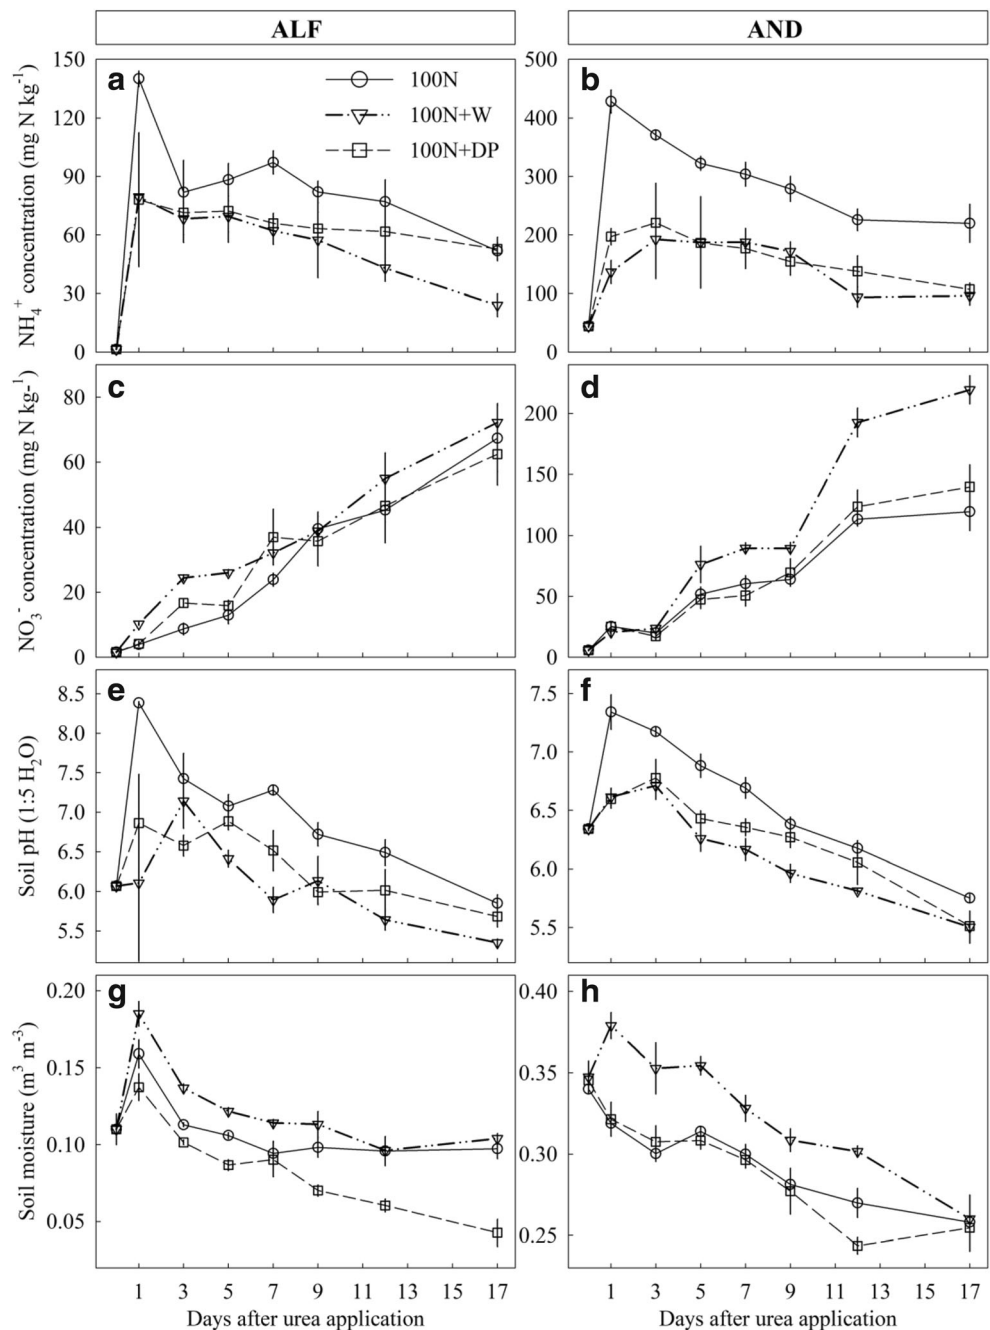 ALF
AND
NH4+ concentration (mg N kg-1)
150
120
90
60
30
0
a
100N
100N+W
100N+DP
500
400
300
200
100
0
b
NO3- concentration (mg N kg-1)
80
60
40
20
0
c
200
150
100
50
0
d
Soil pH (1:5 H2O)
8.5
8.0
7.5
7.0
6.5
6.0
5.5
e
7.5
7.0
6.5
6.0
5.5
f
Soil moisture (m3 m-3)
0.20
0.15
0.10
0.05
g
0.40
0.35
0.30
0.25
h
1 3 5 7 9 11 13 15 17
1 3 5 7 9 11 13 15 17
Days after urea application
Days after urea application